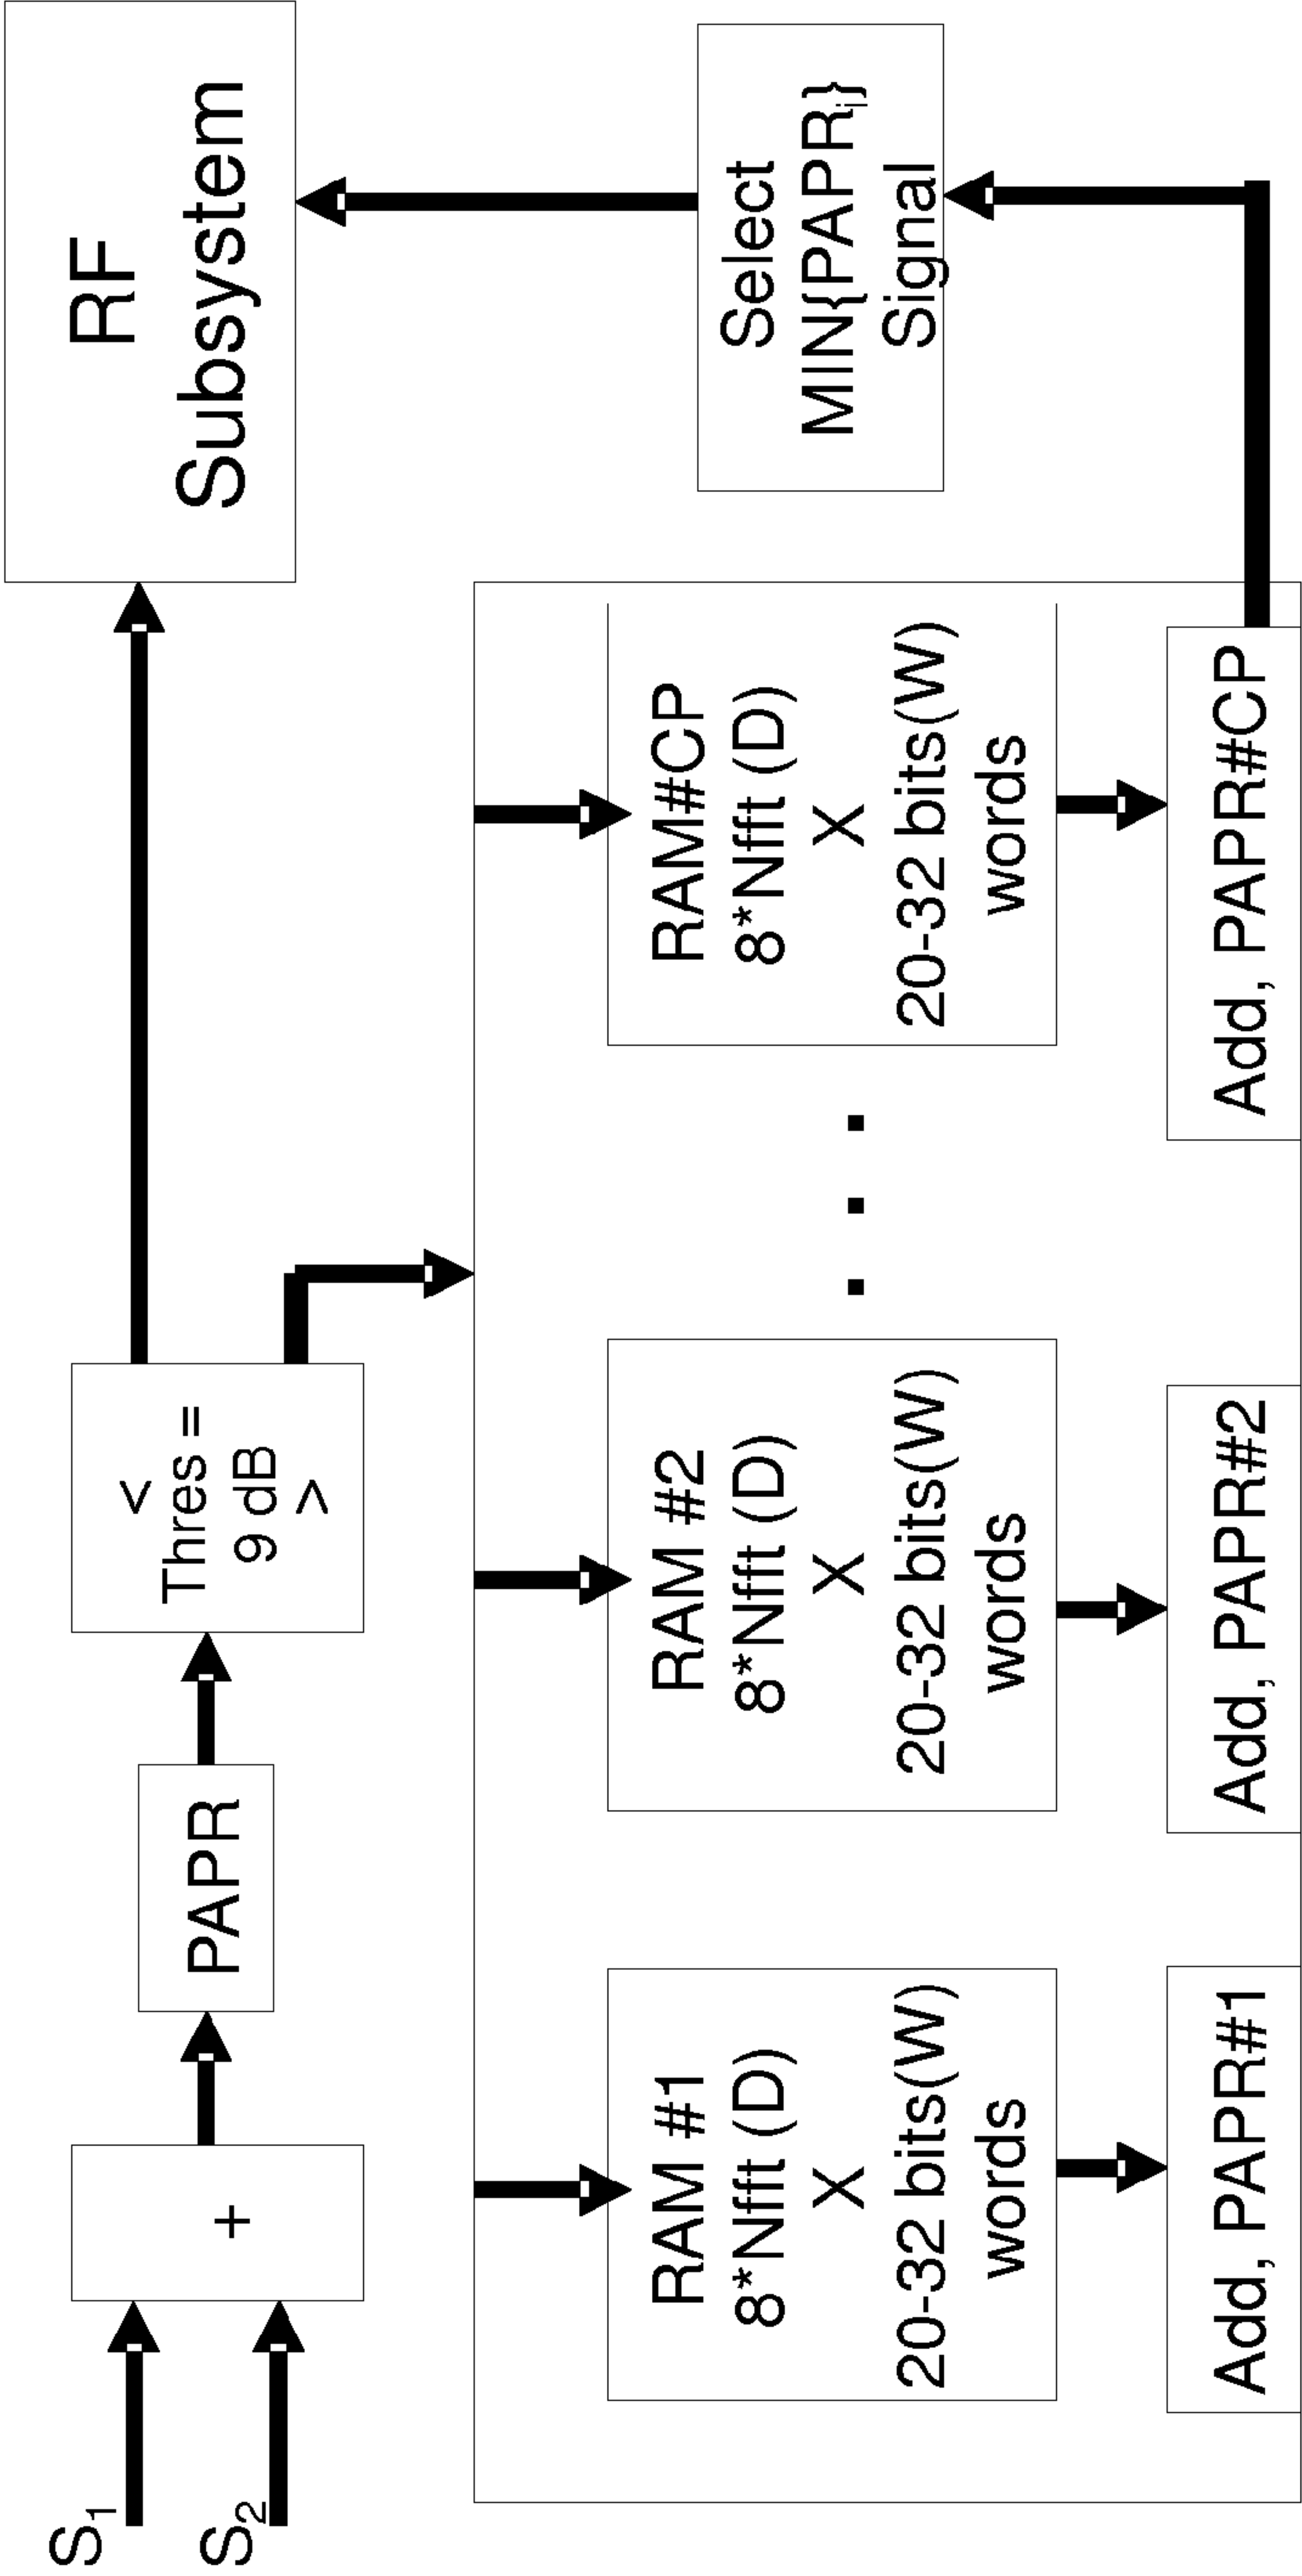 S₁
S₂
+
PAPR
<
Thres =
9 dB
>
RF
Subsystem
RAM #1
8*Nfft (D)
X
20-32 bits(W)
words
RAM #2
8*Nfft (D)
X
20-32 bits(W)
words
. . .
RAM#CP
8*Nfft (D)
X
20-32 bits(W)
words
Select
MIN{PAPRᵢ}
Signal
Add, PAPR#1
Add, PAPR#2
Add, PAPR#CP